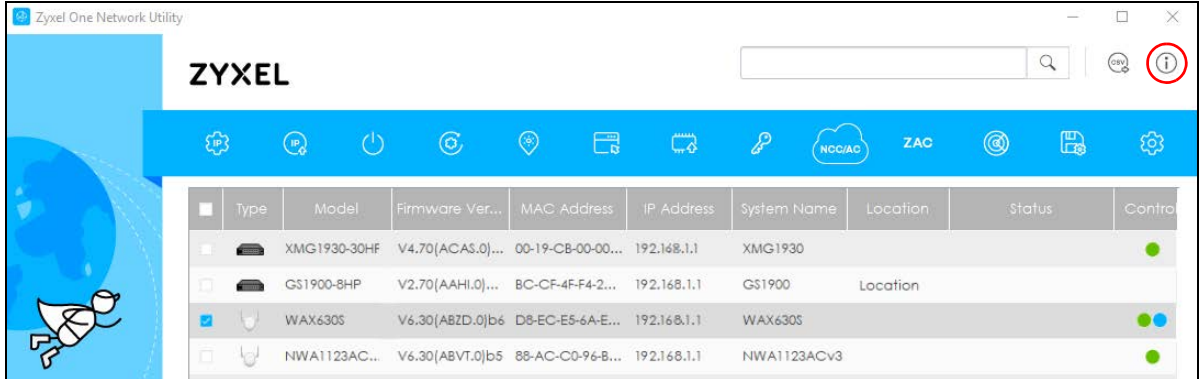 Zyxel One Network Utility
ZYXEL
CSV
IP IP NCC/AC ZAC
Type Model Firmware Ver... MAC Address IP Address System Name Location Status Control
XMG1930-30HP V4.70(ACAS.0)... 00-19-CB-00-00... 192.168.1.1 XMG1930
GS1900-8HP V2.70(AAHI.0)... BC-CF-4F-F4-2... 192.168.1.1 GS1900 Location
WAX630S V6.30(ABZD.0)b6 D8-EC-E5-6A-E... 192.168.1.1 WAX630S
NWA1123AC... V6.30(ABVT.0)b5 88-AC-C0-96-B... 192.168.1.1 NWA1123ACv3